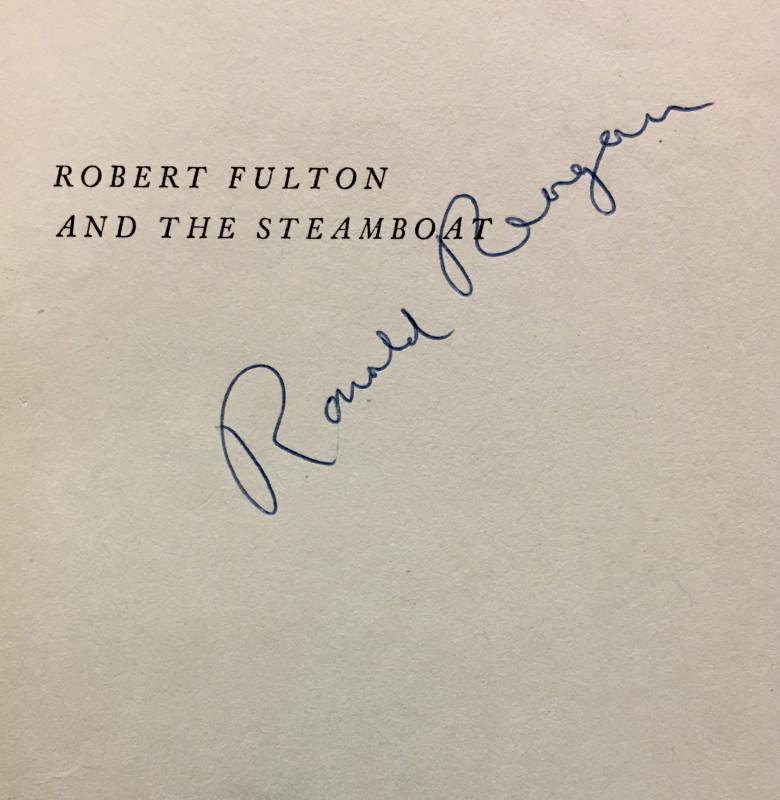 ROBERT FULTON
AND THE STEAMBOAT
Ronald Reagan